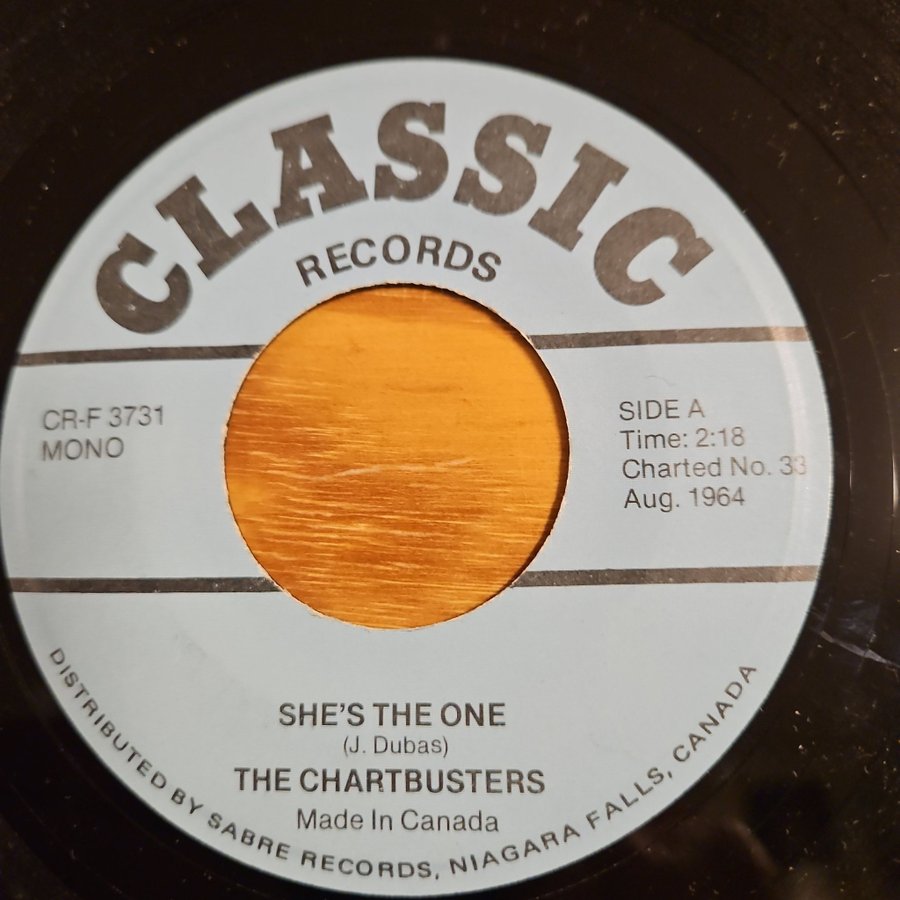 CLASSIC
RECORDS
CR-F 3731
MONO
SIDE A
Time: 2:18
Charted No. 33
Aug. 1964
SHE'S THE ONE
(J. Dubas)
THE CHARTBUSTERS
Made In Canada
DISTRIBUTED BY SABRE RECORDS, NIAGARA FALLS, CANADA